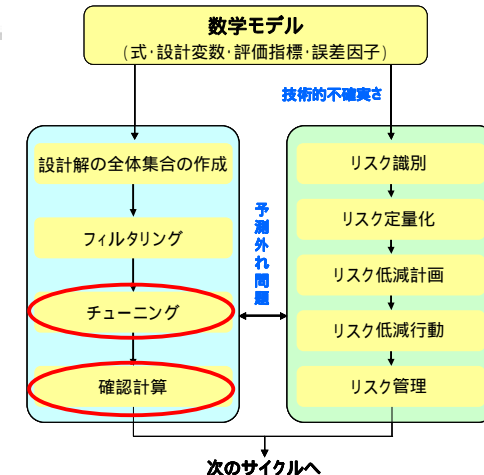 数学モデル
(式・設計変数・評価指標・誤差因子)
技術的不確実さ
設計解の全体集合の作成
フィルタリング
チューニング
確認計算
予測外れ問題
リスク識別
リスク定量化
リスク低減計画
リスク低減行動
リスク管理
次のサイクルへ